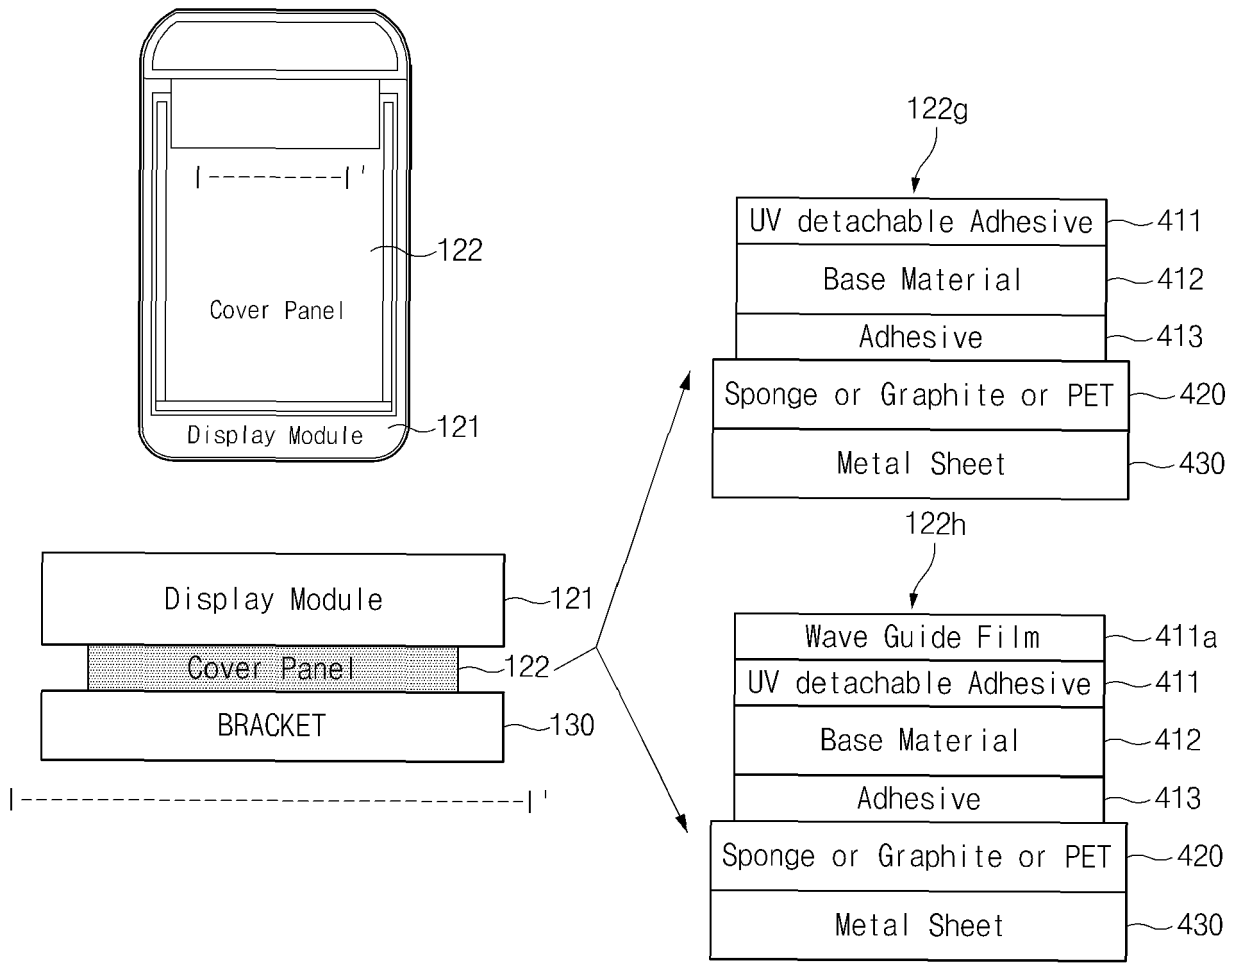 I I'
122
Cover Panel
Display Module
121
Display Module
121
Cover Panel
122
BRACKET
130
I I'
122g
UV detachable Adhesive
411
Base Material
412
Adhesive
413
Sponge or Graphite or PET
420
Metal Sheet
430
122h
Wave Guide Film
411a
UV detachable Adhesive
411
Base Material
412
Adhesive
413
Sponge or Graphite or PET
420
Metal Sheet
430